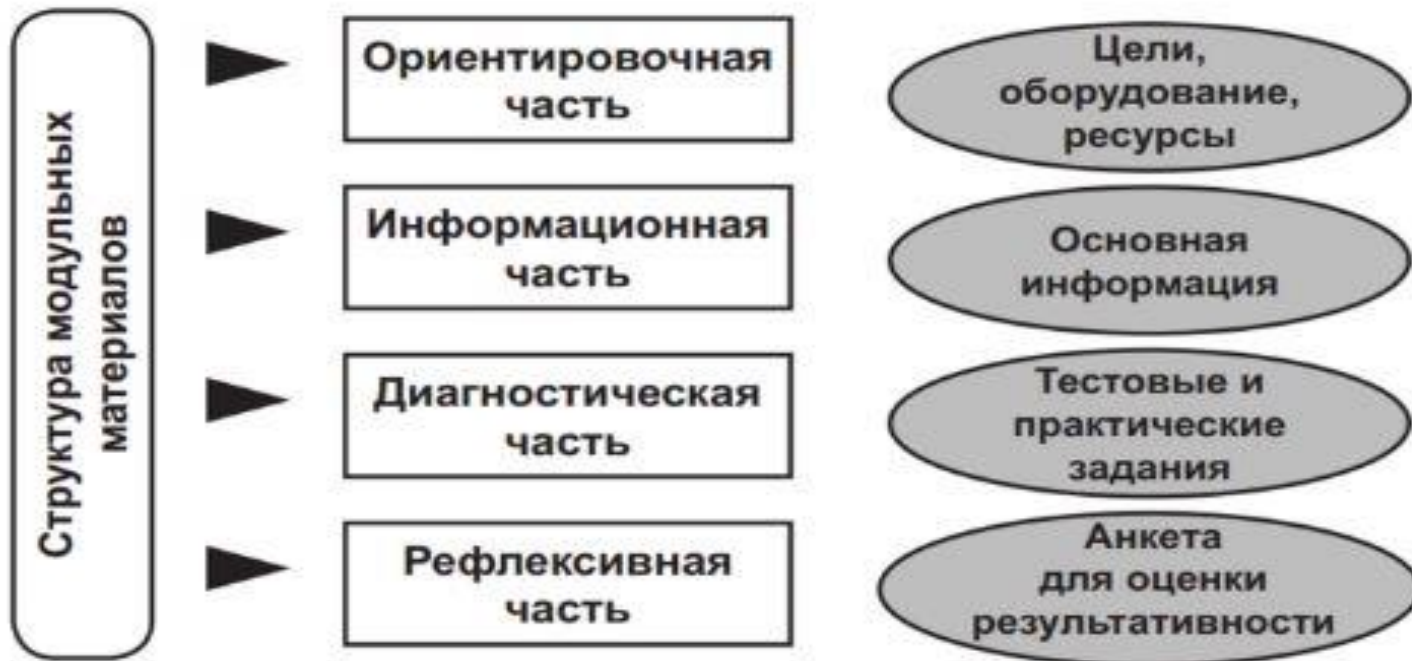 Структура модульных
материалов
Ориентировочная
часть
Цели,
оборудование,
ресурсы
Информационная
часть
Основная
информация
Диагностическая
часть
Тестовые и
практические
задания
Рефлексивная
часть
Анкета
для оценки
результативности